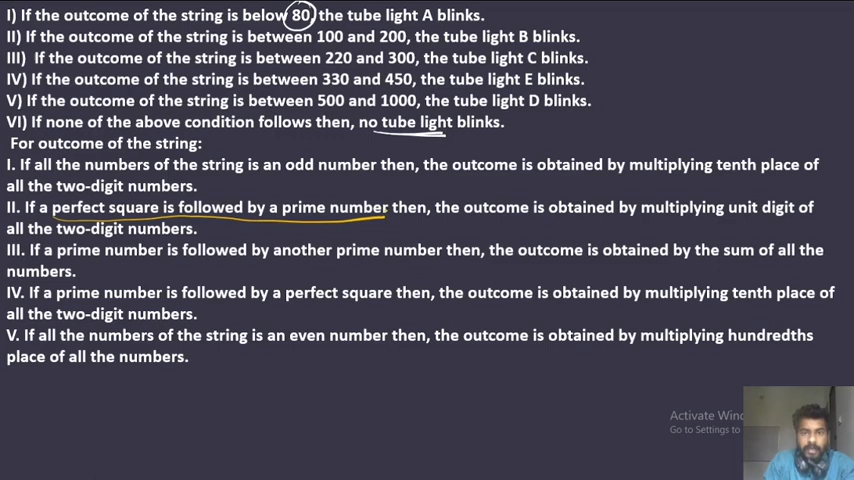 I) If the outcome of the string is below 80, the tube light A blinks.
II) If the outcome of the string is between 100 and 200, the tube light B blinks.
III) If the outcome of the string is between 220 and 300, the tube light C blinks.
IV) If the outcome of the string is between 330 and 450, the tube light E blinks.
V) If the outcome of the string is between 500 and 1000, the tube light D blinks.
VI) If none of the above condition follows then, no tube light blinks.
For outcome of the string:
I. If all the numbers of the string is an odd number then, the outcome is obtained by multiplying tenth place of
all the two-digit numbers.
II. If a perfect square is followed by a prime number then, the outcome is obtained by multiplying unit digit of
all the two-digit numbers.
III. If a prime number is followed by another prime number then, the outcome is obtained by the sum of all the
numbers.
IV. If a prime number is followed by a perfect square then, the outcome is obtained by multiplying tenth place of
all the two-digit numbers.
V. If all the numbers of the string is an even number then, the outcome is obtained by multiplying hundredths
place of all the numbers.
Activate Wind
Go to Settings to